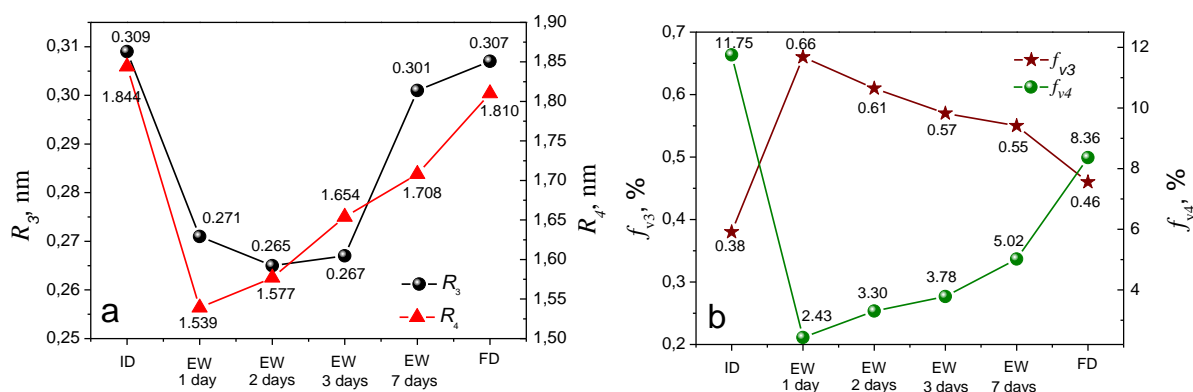 0,31
0,30
0,29
0,28
0,27
0,26
0,25
R3, nm
0.309
1.844
0.271
1.539
0.265
1.577
1.654
0.267
0.301
1.708
0.307
1.810
R3
R4
a
1,90
1,85
1,80
1,75
1,70
1,65
1,60
1,55
1,50
R4, nm
ID
EW
1 day
EW
2 days
EW
3 days
EW
7 days
FD
0,7
0,6
0,5
0,4
0,3
0,2
fv3, %
11.75
0.38
0.66
2.43
0.61
3.30
0.57
3.78
0.55
5.02
8.36
0.46
fv3
fv4
b
12
10
8
6
4
fv4, %
ID
EW
1 day
EW
2 days
EW
3 days
EW
7 days
FD